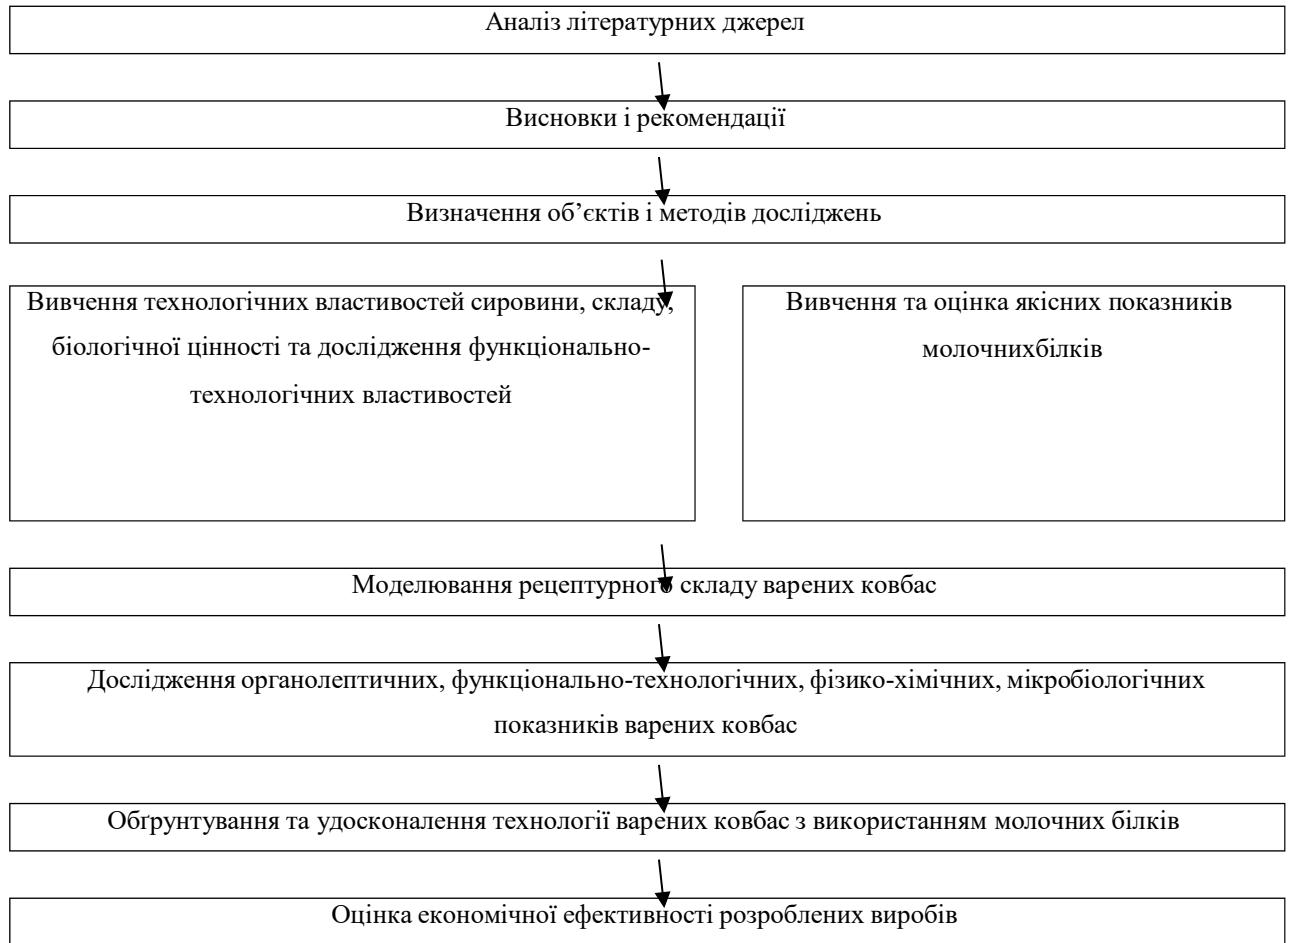 Аналіз літературних джерел
Висновки і рекомендації
Визначення об’єктів і методів досліджень
Вивчення технологічних властивостей сировини, складу,
біологічної цінності та дослідження функціонально-
технологічних властивостей
Вивчення та оцінка якісних показників
молочнихбілків
Моделювання рецептурного складу варених ковбас
Дослідження органолептичних, функціонально-технологічних, фізико-хімічних, мікробіологічних
показників варених ковбас
Обґрунтування та удосконалення технології варених ковбас з використанням молочних білків
Оцінка економічної ефективності розроблених виробів